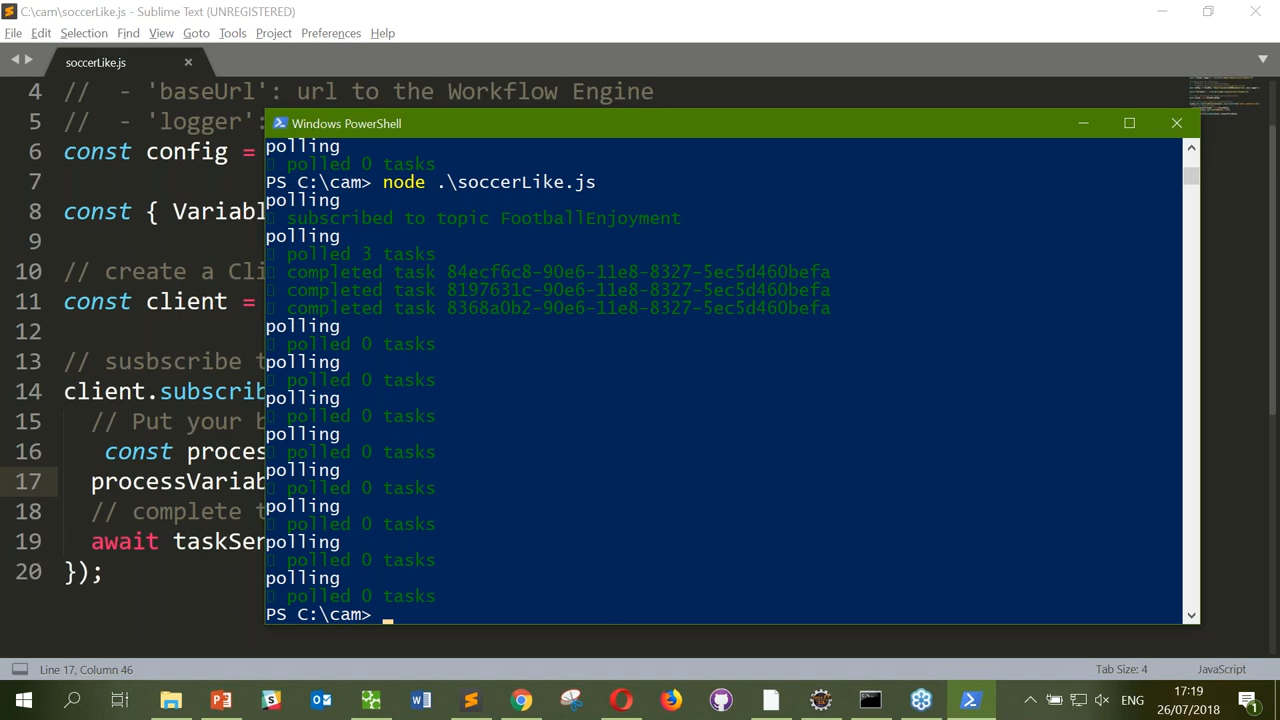 C:\cam\soccerLike.js - Sublime Text (UNREGISTERED)
File Edit Selection Find View Goto Tools Project Preferences Help
soccerLike.js
4 //  - 'baseUrl': url to the Workflow Engine
5 //  - 'logger':
6 const config =
7
8 const { Variabl
9
10 // create a Cli
11 const client =
12
13 // susbscribe t
14 client.subscrib
15 // Put your b
16 const proces
17 processVariab
18 // complete t
19 await taskSer
20 });
Windows PowerShell
polling
polled 0 tasks
PS C:\cam> node .\soccerLike.js
polling
subscribed to topic FootballEnjoyment
polling
polled 3 tasks
completed task 84ecf6c8-90e6-11e8-8327-5ec5d460befa
completed task 8197631c-90e6-11e8-8327-5ec5d460befa
completed task 8368a0b2-90e6-11e8-8327-5ec5d460befa
polling
polled 0 tasks
polling
polled 0 tasks
polling
polled 0 tasks
polling
polled 0 tasks
polling
polled 0 tasks
polling
polled 0 tasks
polling
polled 0 tasks
polling
polled 0 tasks
PS C:\cam>
Line 17, Column 46
Tab Size: 4
JavaScript
ENG
17:19
26/07/2018
1